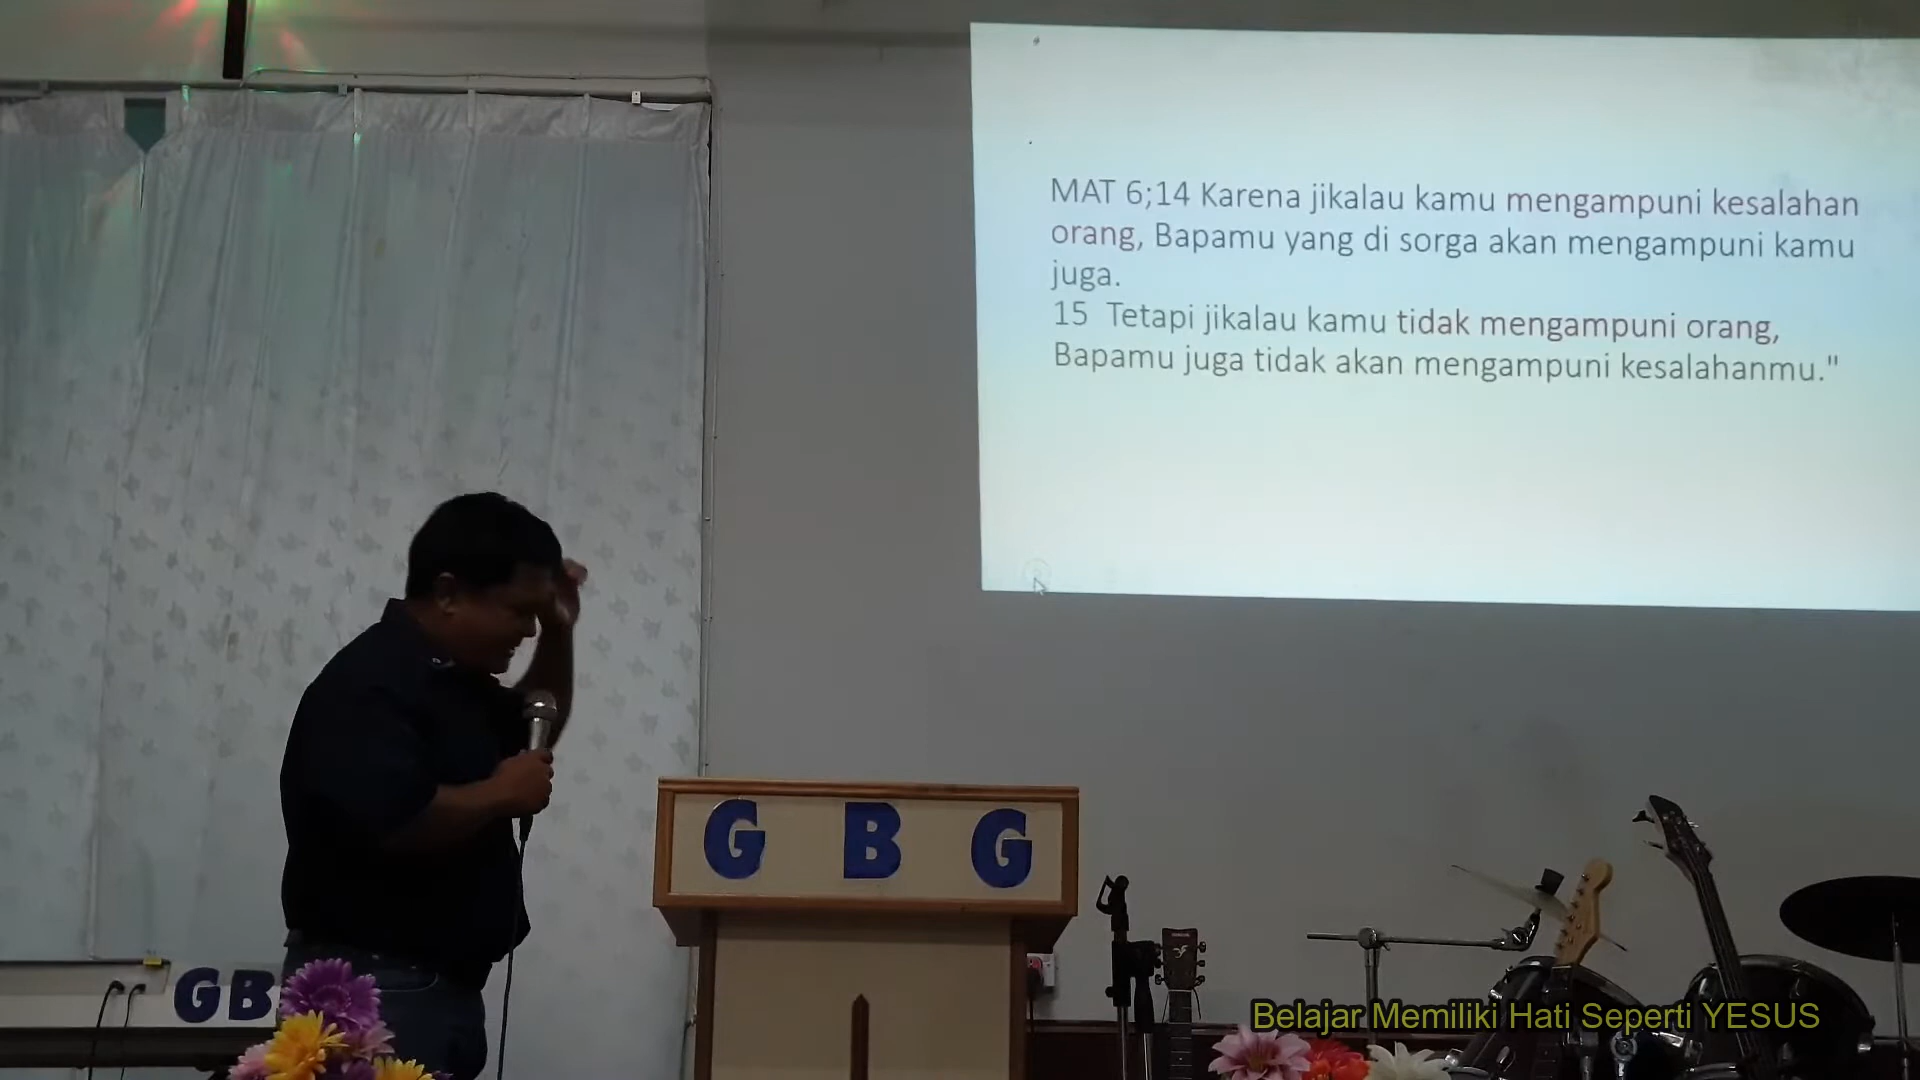 MAT 6;14 Karena jikalau kamu mengampuni kesalahan
orang, Bapamu yang di sorga akan mengampuni kamu
juga.
15 Tetapi jikalau kamu tidak mengampuni orang,
Bapamu juga tidak akan mengampuni kesalahanmu."
G B G
GB
Belajar Memiliki Hati Seperti YESUS